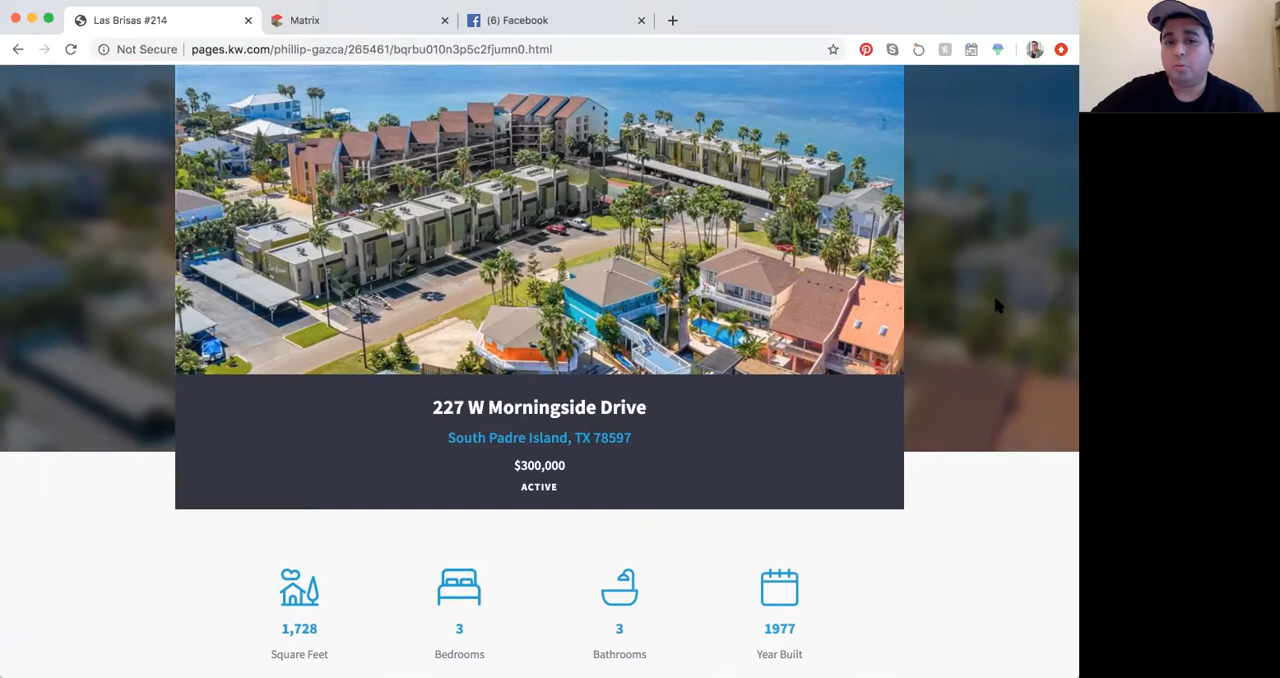 Las Brisas #214
Matrix
(6) Facebook
Not Secure
pages.kw.com/phillip-gazca/265461/bqrbu010n3p5c2fjumn0.html
227 W Morningside Drive
South Padre Island, TX 78597
$300,000
ACTIVE
1,728
3
3
1977
Square Feet
Bedrooms
Bathrooms
Year Built